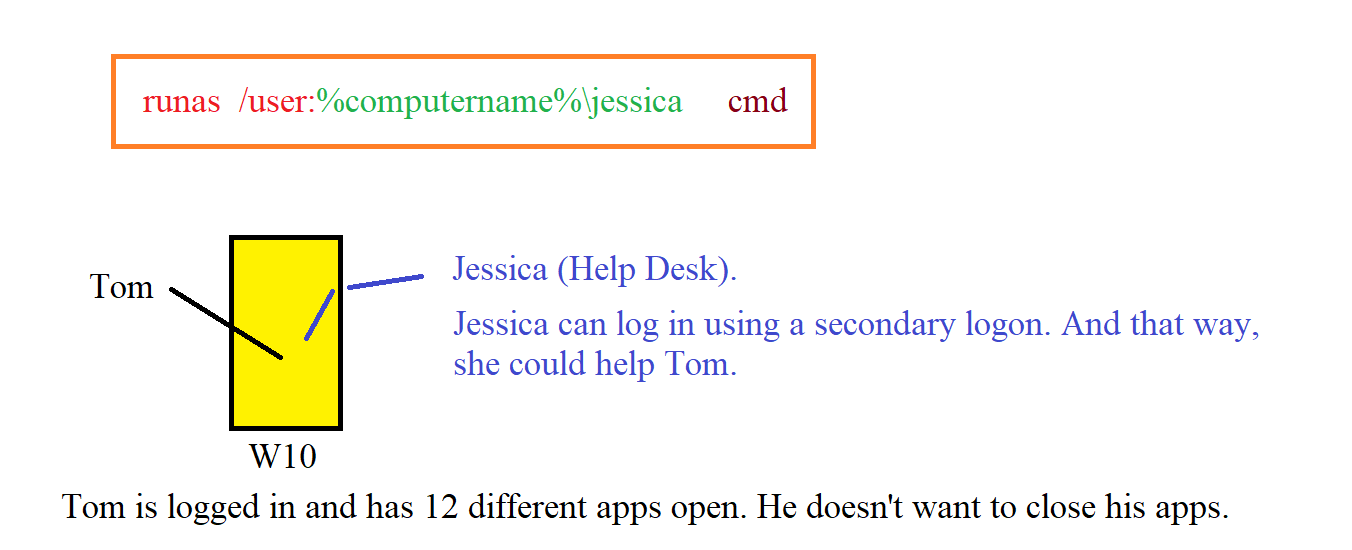 runas /user:%computername%\jessica cmd
Tom
Jessica (Help Desk).
Jessica can log in using a secondary logon. And that way,
she could help Tom.
W10
Tom is logged in and has 12 different apps open. He doesn't want to close his apps.